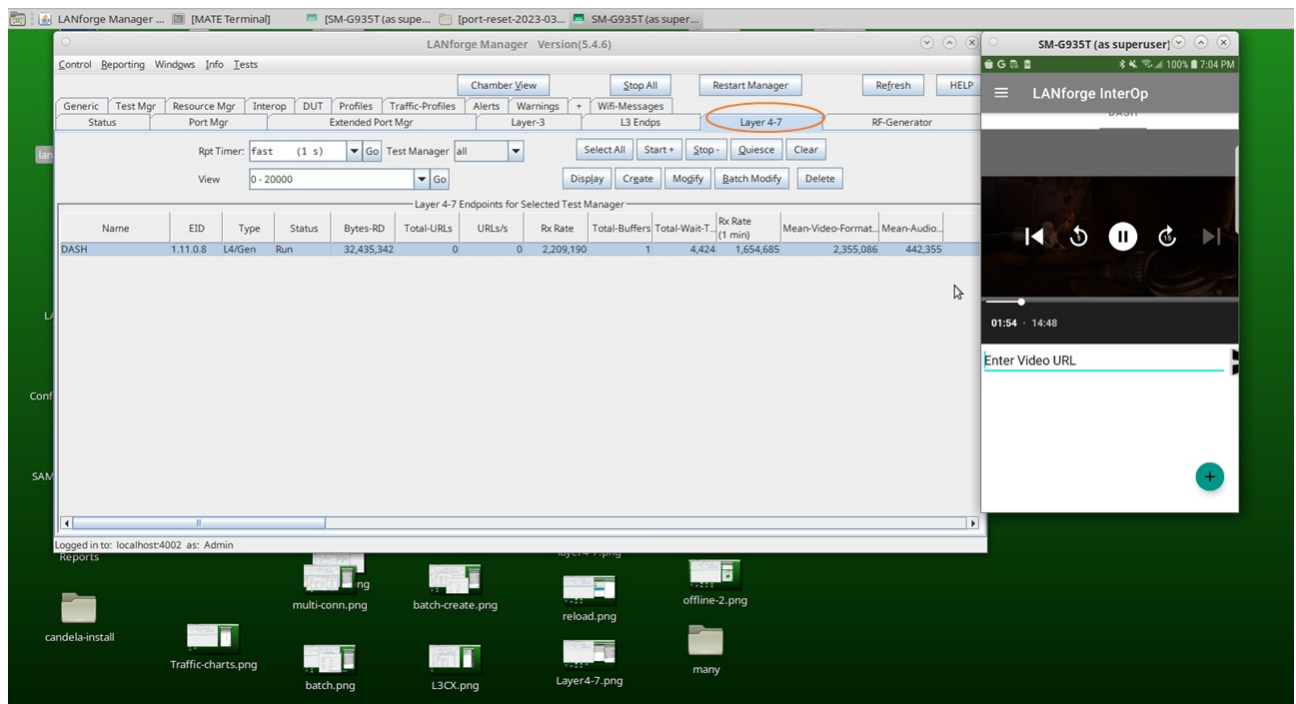 LANforge Manager ... [MATE Terminal] [SM-G935T (as supe... [port-reset-2023-03... SM-G935T (as super...
LANforge Manager Version(5.4.6)
Control Reporting Windows Info Tests
Chamber View Stop All Restart Manager Refresh HELP
Generic Test Mgr Resource Mgr Interop DUT Profiles Traffic-Profiles Alerts Warnings + Wifi-Messages
Status Port Mgr Extended Port Mgr Layer-3 L3 Endps Layer 4-7 RF-Generator
Rpt Timer: fast (1 s) Go Test Manager all Select All Start + Stop - Quiesce Clear
View 0 - 20000 Go Display Create Modify Batch Modify Delete
Layer 4-7 Endpoints for Selected Test Manager
Name EID Type Status Bytes-RD Total-URLs URLs/s Rx Rate Total-Buffers Total-Wait-T... Rx Rate (1 min) Mean-Video-Format... Mean-Audio...
DASH 1.11.0.8 L4/Gen Run 32,435,342 0 0 2,209,190 1 4,424 1,654,685 2,355,086 442,355
Logged in to: localhost:4002 as: Admin
SM-G935T (as superuser)
G 100% 7:04 PM
LANforge InterOp
DASH
5 15
01:54 · 14:48
Enter Video URL
+
lan
Conf
SAM
Reports
candela-install
Traffic-charts.png
ng
multi-conn.png
batch.png
batch-create.png
L3CX.png
layer4-7.png
reload.png
Layer4-7.png
offline-2.png
many